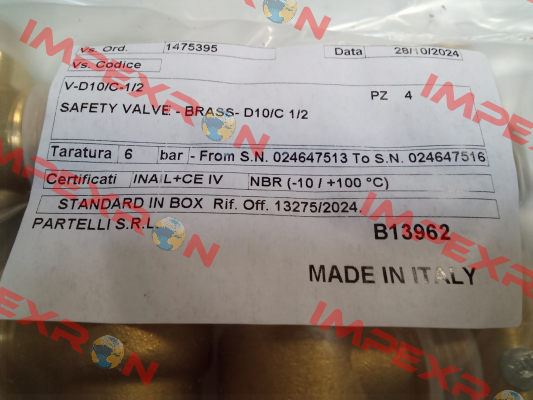 vs. Ord. 1475395 Data 28/10/2024
vs. Codice
V-D10/C-1/2 PZ 4
SAFETY VALVE - BRASS- D10/C 1/2
Taratura 6 bar - From S.N. 024647513 To S.N. 024647516
Certificati INAIL+CE IV NBR (-10 / +100 °C)
STANDARD IN BOX Rif. Off. 13275/2024.
PARTELLI S.R.L. B13962
MADE IN ITALY
IMPEXRON
IMPEXRON
IMPEXRON
IMPEXRON
IMPEXRON